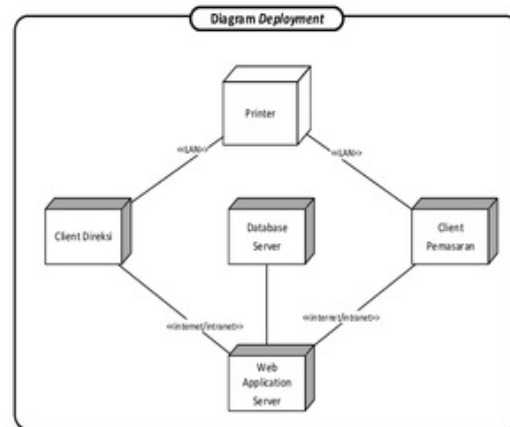 Diagram Deployment
Printer
<<LAN>>
<<LAN>>
Client Direksi
Database
Server
Client
Pemasaran
<<internet/intranet>>
<<internet/intranet>>
Web
Application
Server